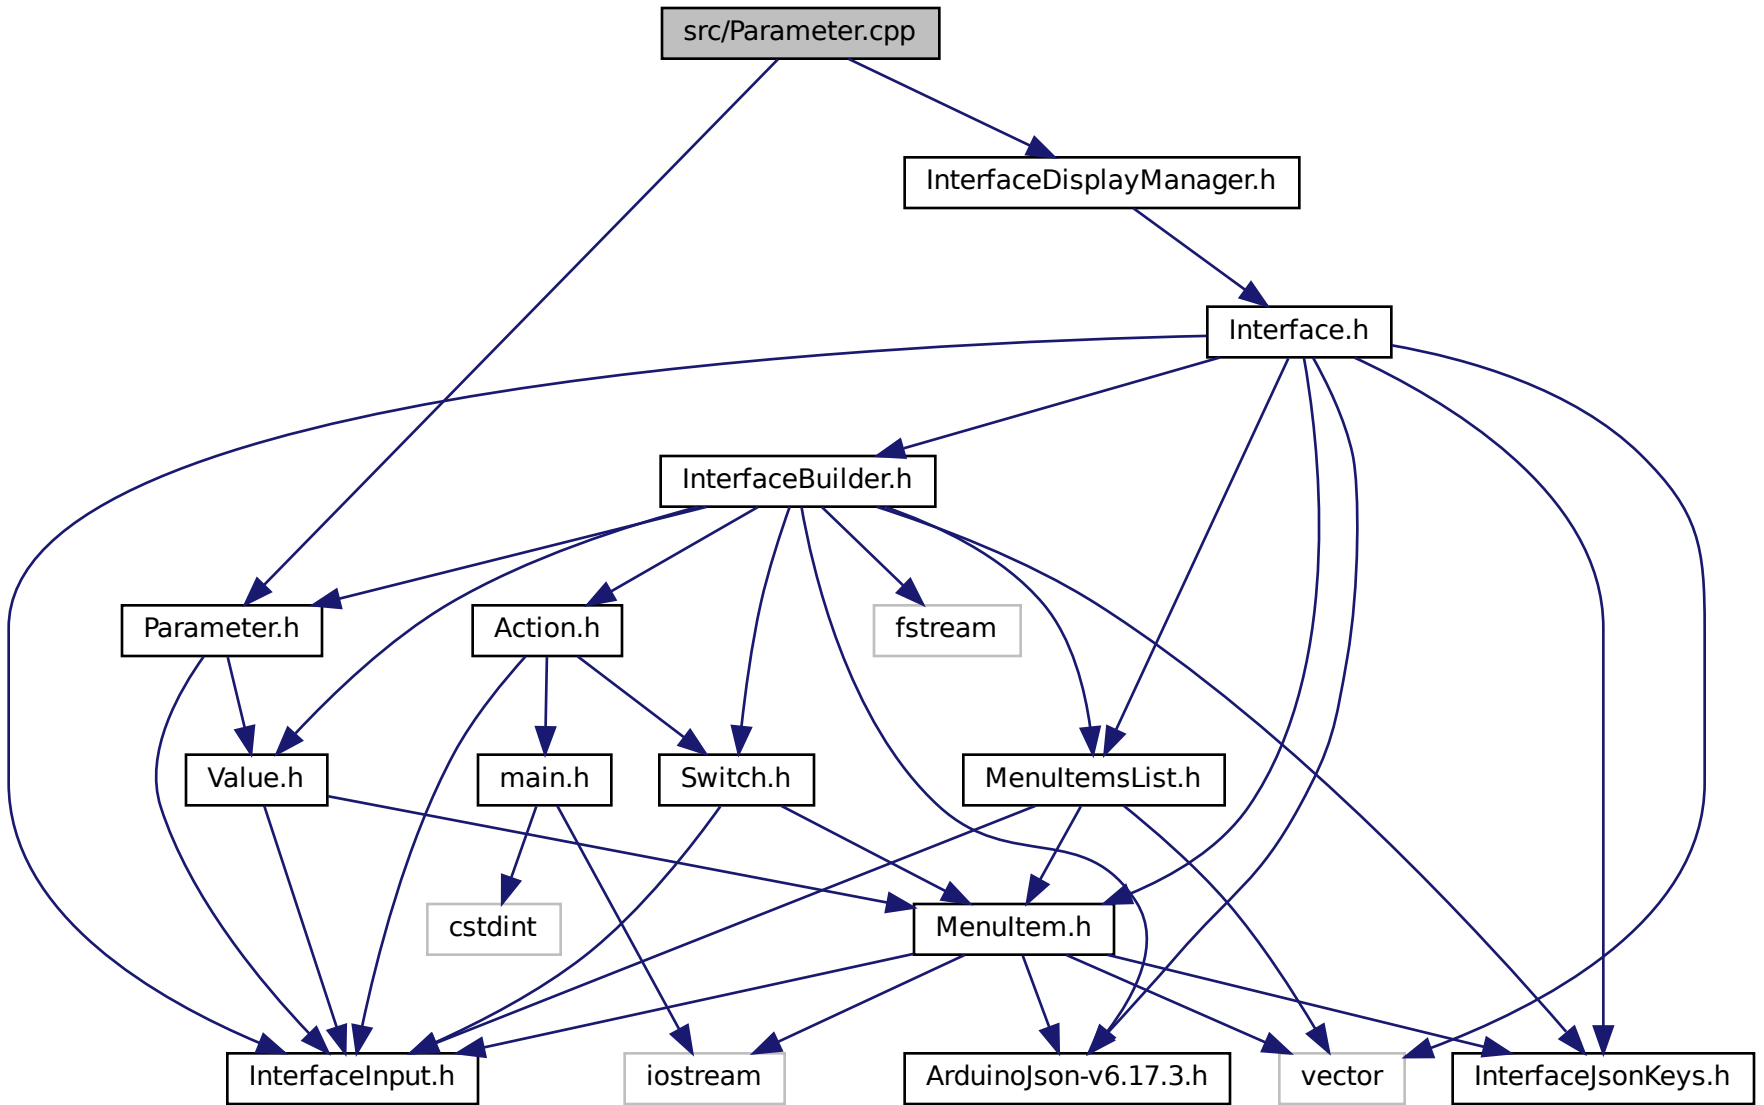 src/Parameter.cpp
InterfaceDisplayManager.h
Interface.h
InterfaceBuilder.h
Parameter.h
Action.h
fstream
Value.h
main.h
Switch.h
MenuItemsList.h
cstdint
MenuItem.h
InterfaceInput.h
iostream
ArduinoJson-v6.17.3.h
vector
InterfaceJsonKeys.h